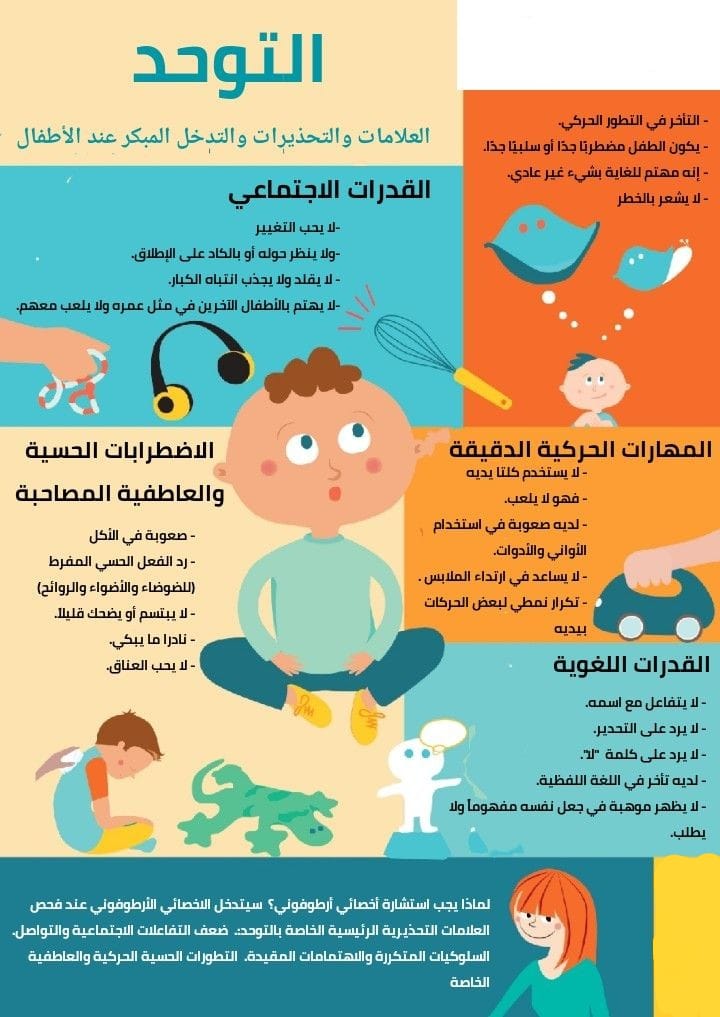 التوحد
العلامات والتحذيرات والتدخل المبكر عند الأطفال
- التأخر في التطور الحركي.
- يكون الطفل مضطربًا جدًا أو سلبيًا جدًا.
- إنه مهتم للغاية بشيء غير عادي.
- لا يشعر بالخطر
القدرات الاجتماعي
-لا يحب التغيير
-ولا ينظر حوله أو بالكاد على الإطلاق.
- لا يقلد ولا يجذب انتباه الكبار.
-لا يهتم بالأطفال الآخرين في مثل عمره ولا يلعب معهم.
المهارات الحركية الدقيقة
- لا يستخدم كلتا يديه
- فهو لا يلعب.
- لديه صعوبة في استخدام
الأواني والأدوات.
- لا يساعد في ارتداء الملابس .
- تكرار نمطي لبعض الحركات
بيديه
الاضطرابات الحسية
والعاطفية المصاحبة
- صعوبة في الأكل
- رد الفعل الحسي المفرط
(للضوضاء والأضواء والروائح)
- لا يبتسم أو يضحك قليلاً.
- نادرا ما يبكي.
- لا يحب العناق.
القدرات اللغوية
- لا يتفاعل مع اسمه.
- لا يرد على التحدير.
- لا يرد على كلمة "لا".
- لديه تأخر في اللغة اللفظية.
- لا يظهر موهبة في جعل نفسه مفهوماً ولا
يطلب.
لماذا يجب استشارة أخصائي أرطوفوني؟ سيتدخل الاخصائي الأرطوفوني عند فحص
العلامات التحذيرية الرئيسية الخاصة بالتوحد:. ضعف التفاعلات الاجتماعية والتواصل.
السلوكيات المتكررة والاهتمامات المقيدة. التطورات الحسية الحركية والعاطفية
الخاصة